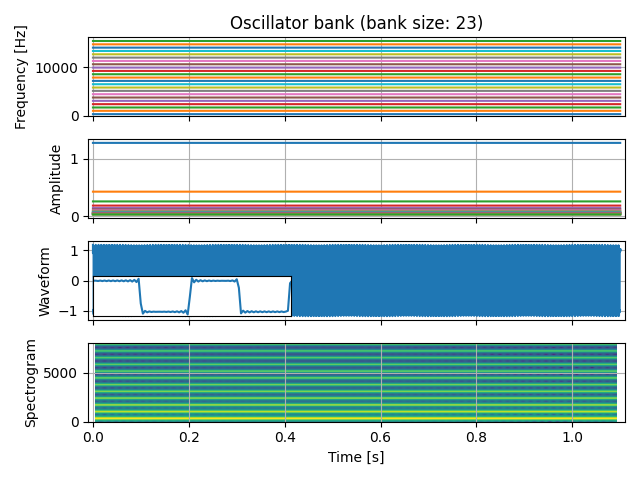 Oscillator bank (bank size: 23)
Frequency [Hz]
10000
0
Amplitude
1
0
Waveform
1
0
−1
Spectrogram
5000
0
0.0 0.2 0.4 0.6 0.8 1.0
Time [s]